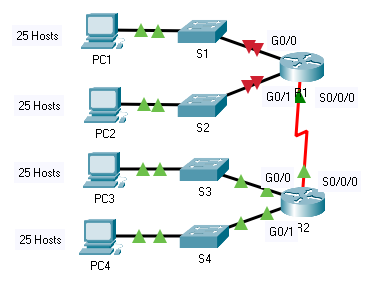 25 Hosts
PC1
S1
G0/0
R1
25 Hosts
PC2
S2
G0/1
S0/0/0
25 Hosts
PC3
S3
G0/0
S0/0/0
25 Hosts
PC4
S4
G0/1
R2